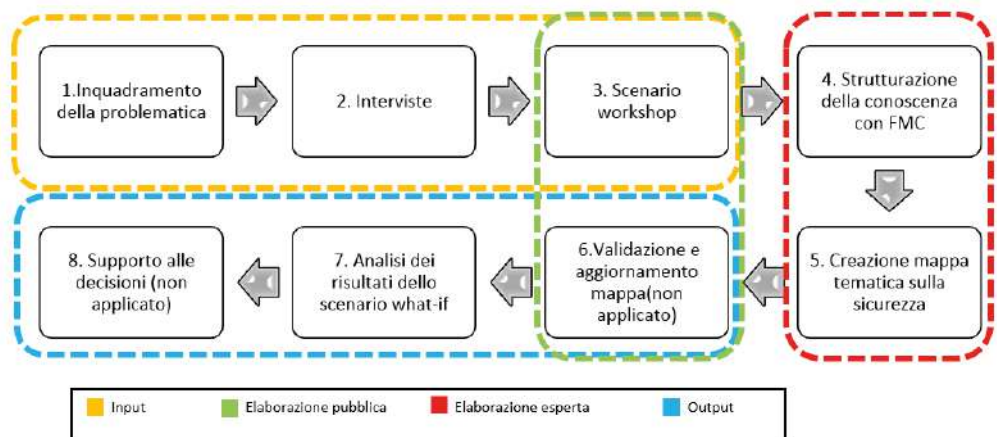 1.Inquadramento
della problematica
2. Interviste
3. Scenario
workshop
4. Strutturazione
della conoscenza
con FMC
8. Supporto alle
decisioni (non
applicato)
7. Analisi dei
risultati dello
scenario what-if
6.Validazione e
aggiornamento
mappa(non
applicato)
5. Creazione mappa
tematica sulla
sicurezza
Input
Elaborazione pubblica
Elaborazione esperta
Output